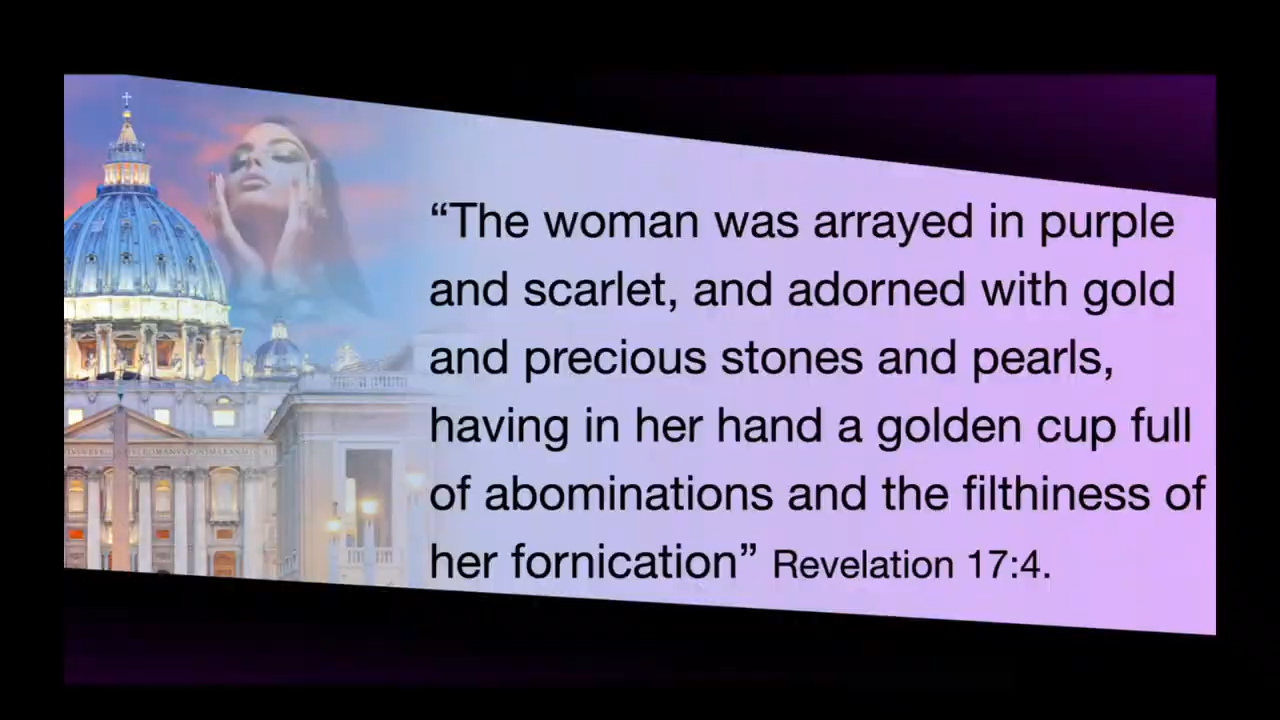 “The woman was arrayed in purple
and scarlet, and adorned with gold
and precious stones and pearls,
having in her hand a golden cup full
of abominations and the filthiness of
her fornication” Revelation 17:4.